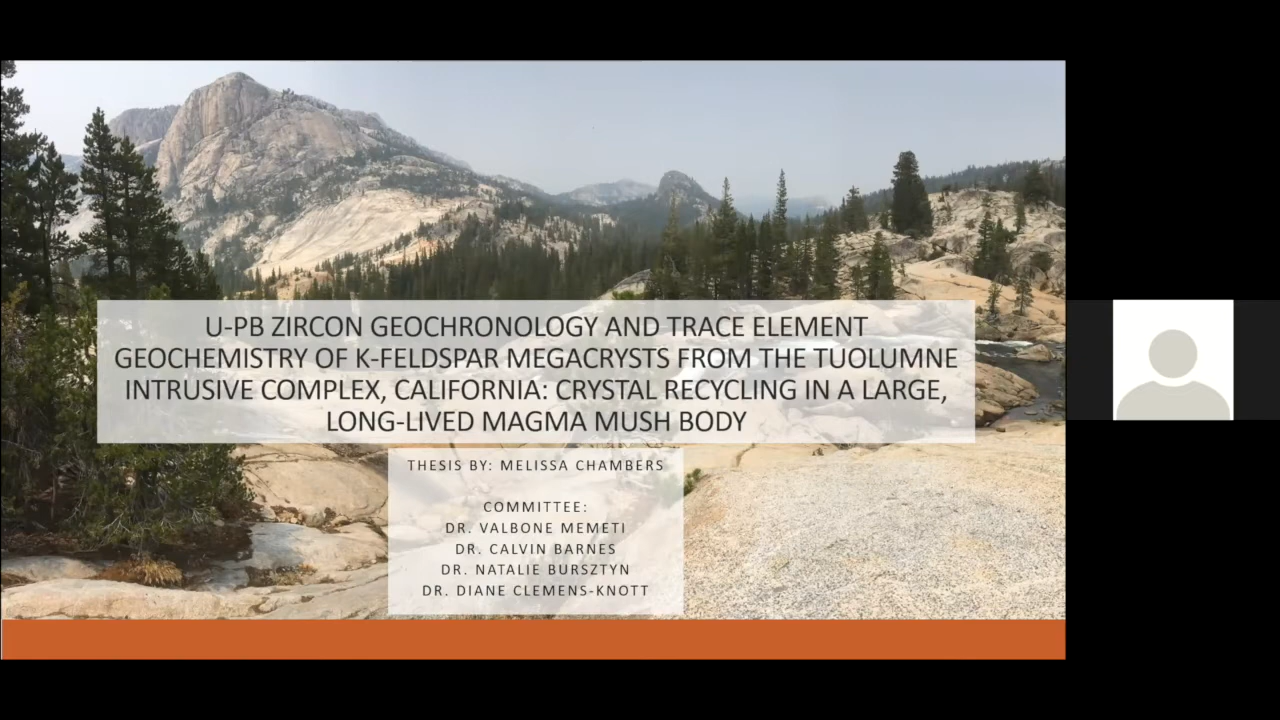 U-PB ZIRCON GEOCHRONOLOGY AND TRACE ELEMENT
GEOCHEMISTRY OF K-FELDSPAR MEGACRYSTS FROM THE TUOLUMNE
INTRUSIVE COMPLEX, CALIFORNIA: CRYSTAL RECYCLING IN A LARGE,
LONG-LIVED MAGMA MUSH BODY
THESIS BY: MELISSA CHAMBERS
COMMITTEE:
DR. VALBONE MEMETI
DR. CALVIN BARNES
DR. NATALIE BURSZTYN
DR. DIANE CLEMENS-KNOTT